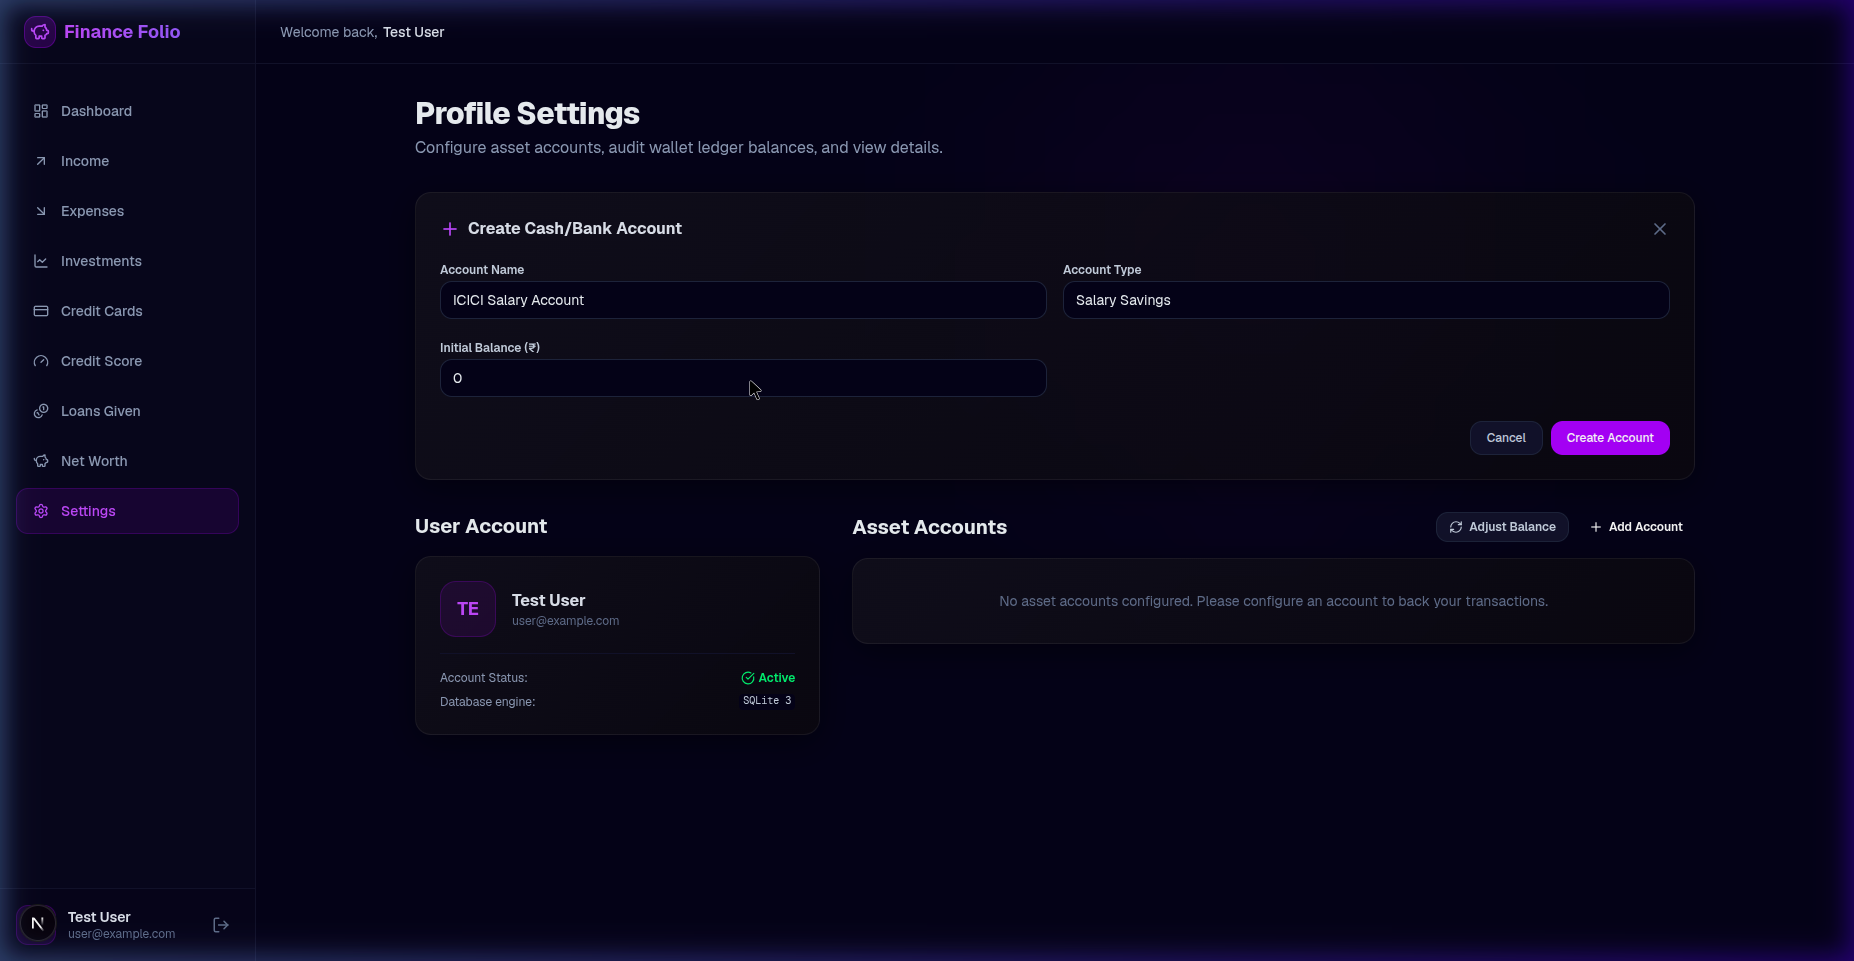 Finance Folio
Welcome back, Test User
Dashboard
Income
Expenses
Investments
Credit Cards
Credit Score
Loans Given
Net Worth
Settings
Profile Settings
Configure asset accounts, audit wallet ledger balances, and view details.
Create Cash/Bank Account
Account Name
ICICI Salary Account
Account Type
Salary Savings
Initial Balance (₹)
0
Cancel
Create Account
User Account
TE
Test User
user@example.com
Account Status:
Active
Database engine:
SQLite 3
Asset Accounts
Adjust Balance
Add Account
No asset accounts configured. Please configure an account to back your transactions.
N
Test User
user@example.com